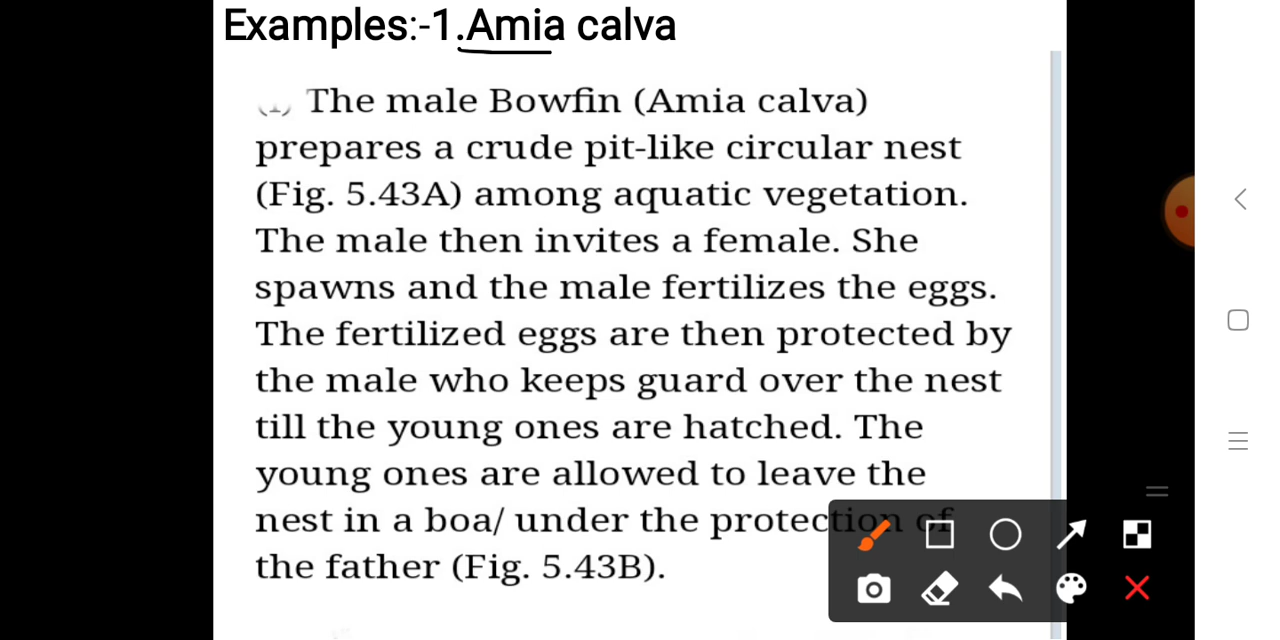 Examples:-1.Amia calva
(1) The male Bowfin (Amia calva)
prepares a crude pit-like circular nest
(Fig. 5.43A) among aquatic vegetation.
The male then invites a female. She
spawns and the male fertilizes the eggs.
The fertilized eggs are then protected by
the male who keeps guard over the nest
till the young ones are hatched. The
young ones are allowed to leave the
nest in a boa/ under the protection of
the father (Fig. 5.43B).